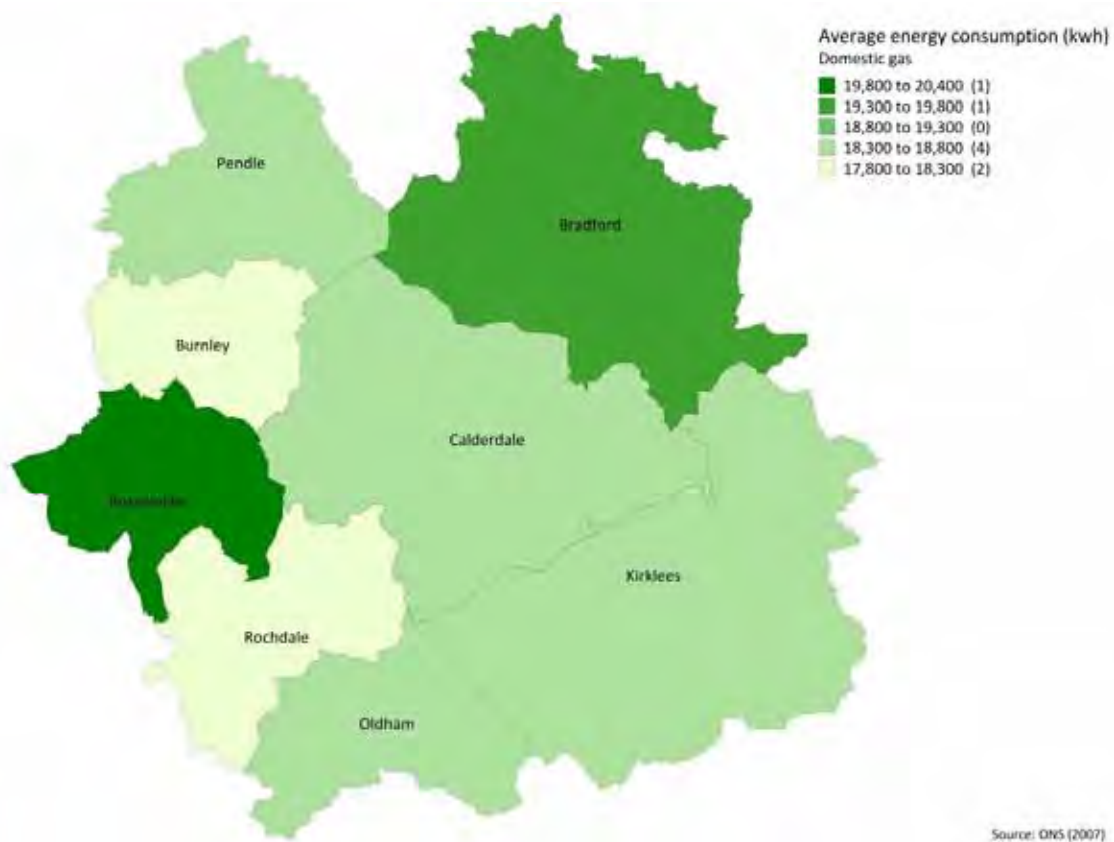 Average energy consumption (kwh)
Domestic gas
19,800 to 20,400 (1)
19,300 to 19,800 (1)
18,800 to 19,300 (0)
18,300 to 18,800 (4)
17,800 to 18,300 (2)
Pendle
Bradford
Burnley
Calderdale
Kirklees
Rochdale
Oldham
Source: ONS (2007)